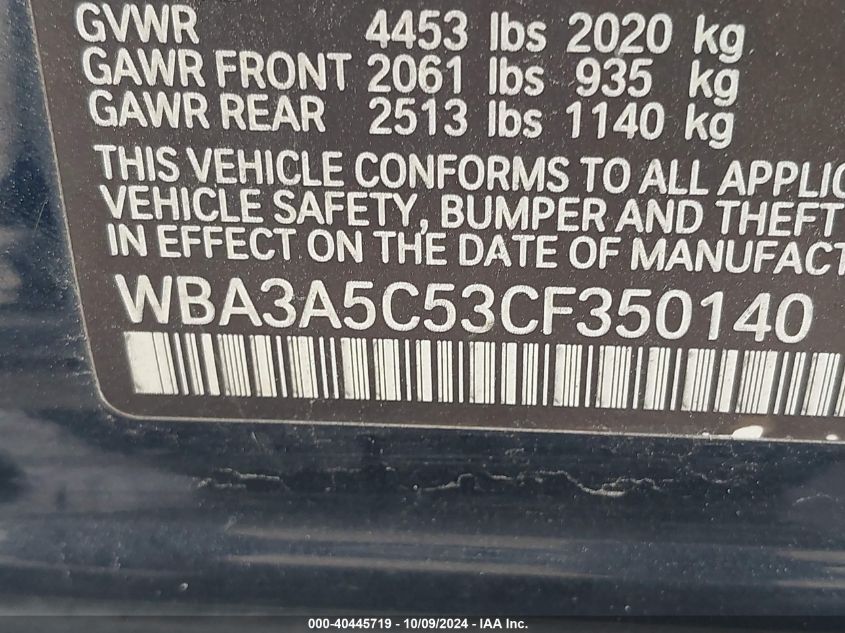 GVWR 4453 lbs 2020 kg
GAWR FRONT 2061 lbs 935 kg
GAWR REAR 2513 lbs 1140 kg
THIS VEHICLE CONFORMS TO ALL APPLIC
VEHICLE SAFETY, BUMPER AND THEFT
IN EFFECT ON THE DATE OF MANUFACT
WBA3A5C53CF350140
000-40445719 - 10/09/2024 - IAA Inc.